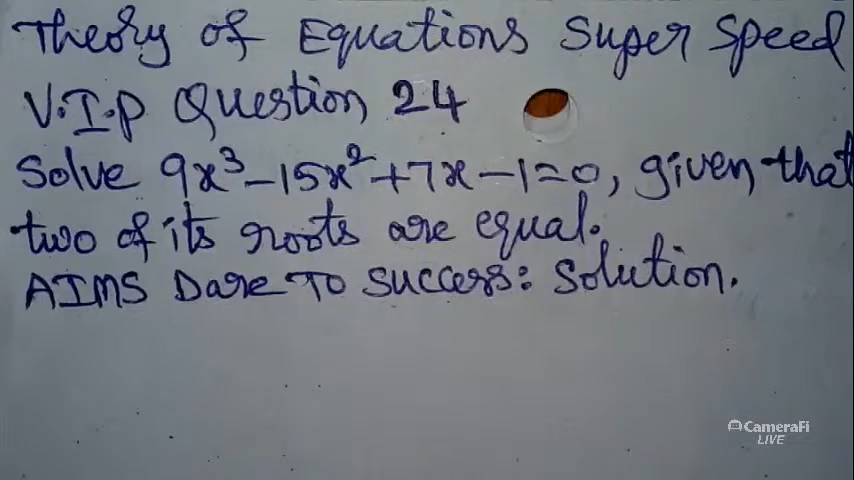 Theory of Equations Super Speed
V.I.P Question 24
Solve 9x³-15x²+7x-1=0, given that
two of its roots are equal.
AIMS Dare To Success: Solution.
CameraFi
LIVE